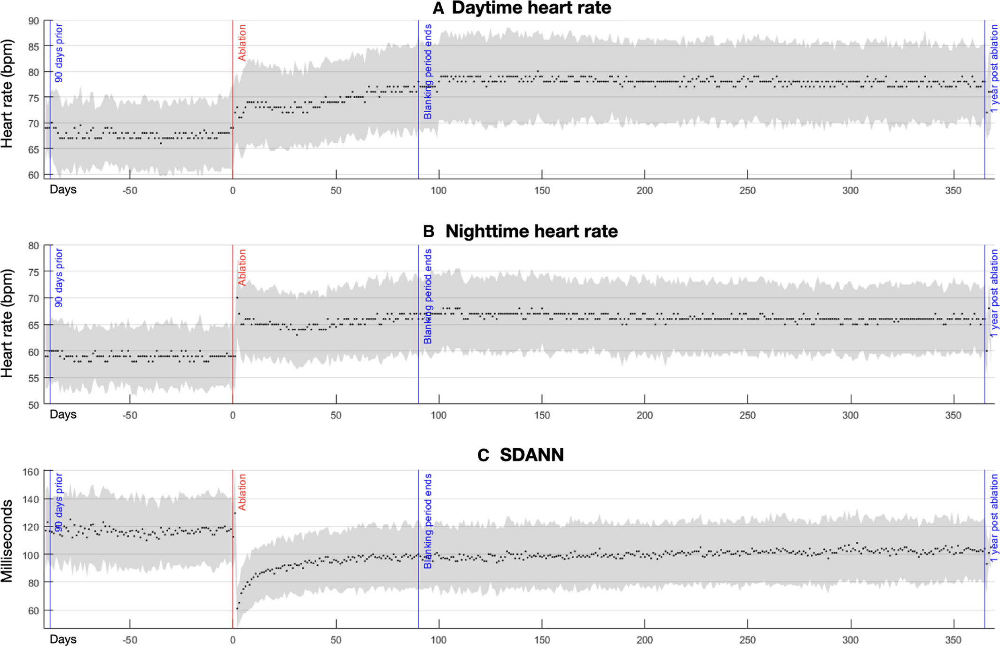 A Daytime heart rate
Heart rate (bpm)
90
85
80
75
70
65
60
90 days prior
Ablation
Blanking period ends
1 year post ablation
Days
-50
0
50
100
150
200
250
300
350
B Nighttime heart rate
Heart rate (bpm)
80
75
70
65
60
55
50
90 days prior
Ablation
Blanking period ends
1 year post ablation
Days
-50
0
50
100
150
200
250
300
350
C SDANN
Milliseconds
160
140
120
100
80
60
90 days prior
Ablation
Blanking period ends
1 year post ablation
Days
-50
0
50
100
150
200
250
300
350